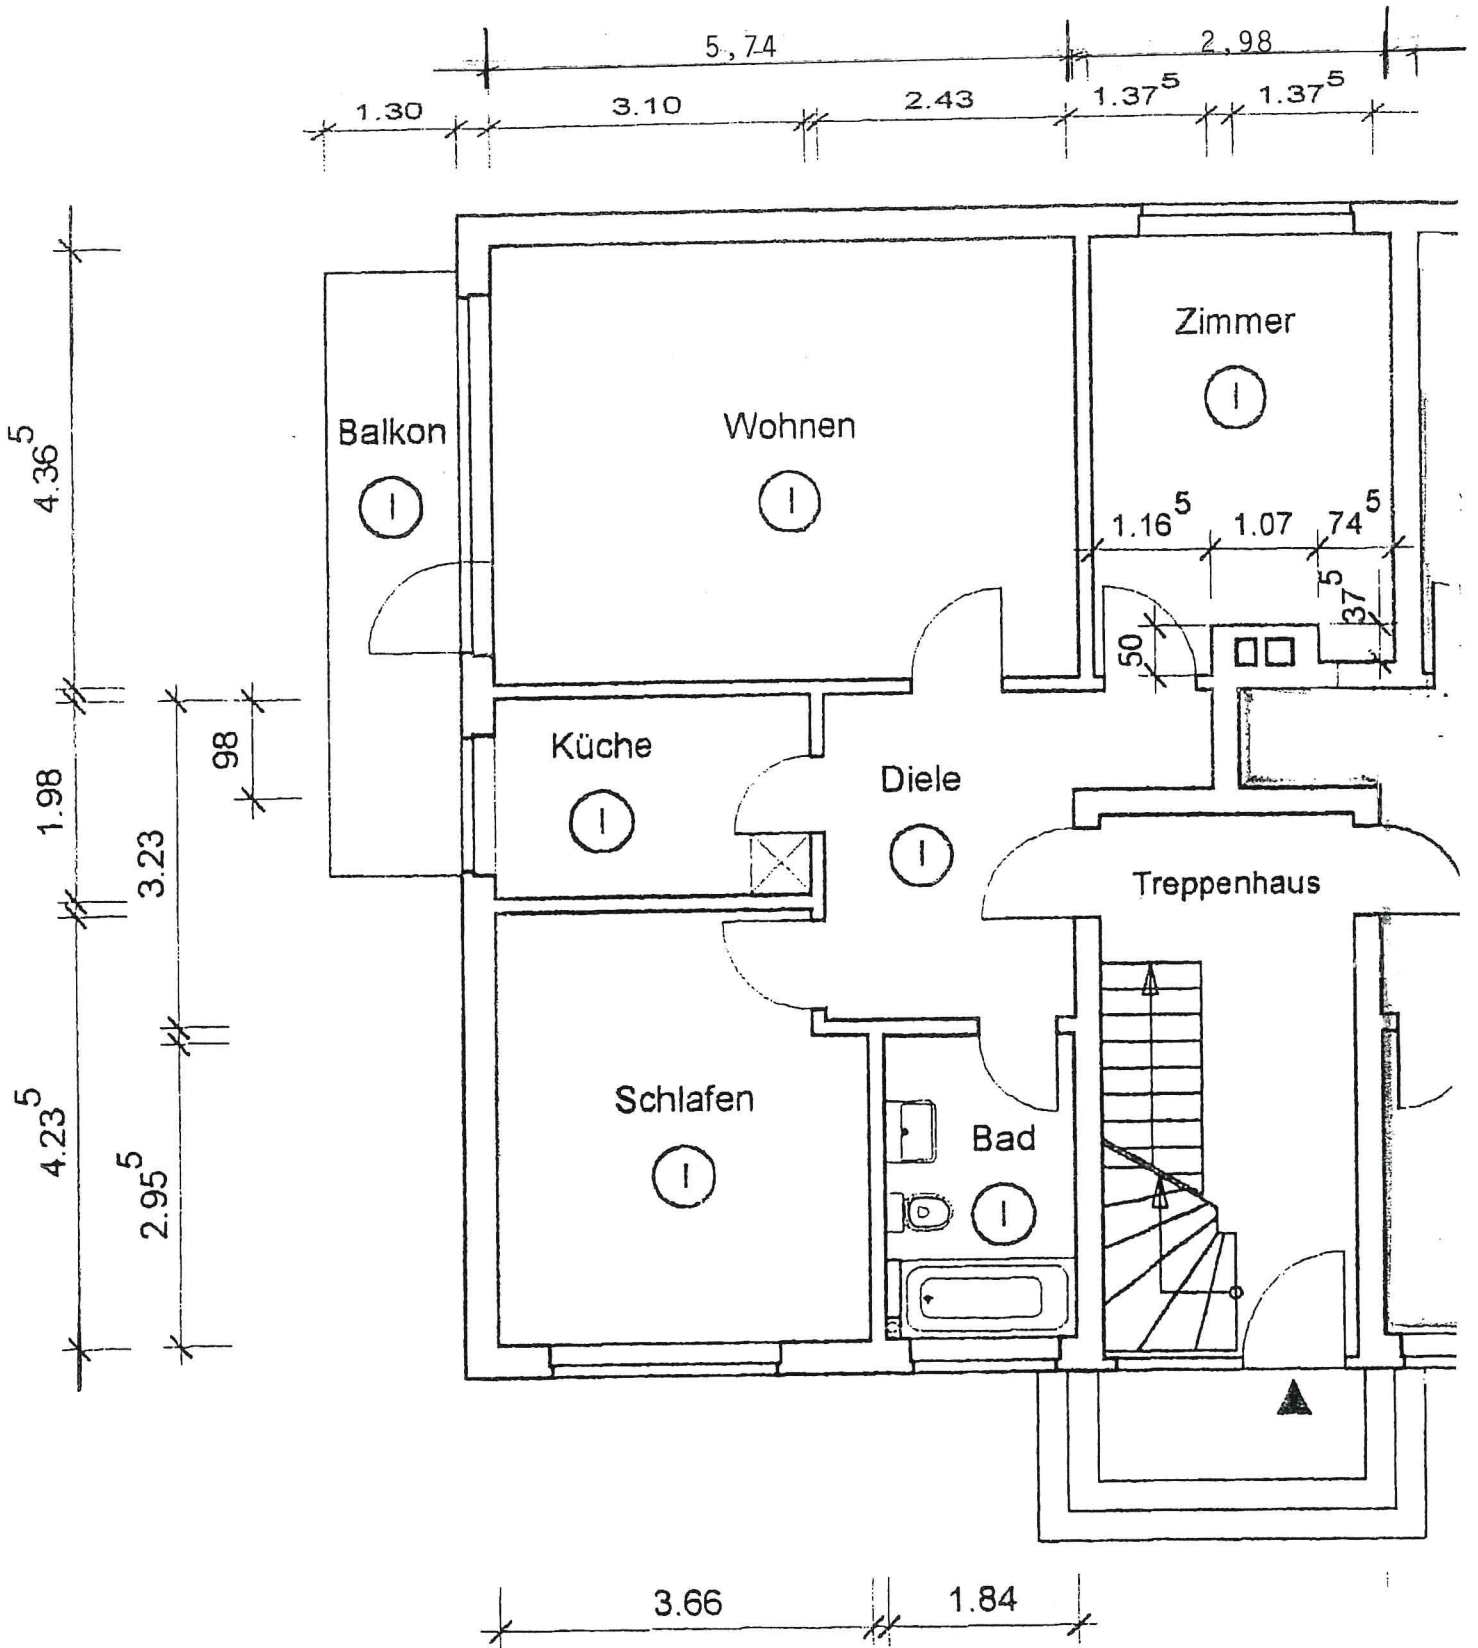 5,74
2,98
1.30
3.10
2.43
1.37⁵
1.37⁵
Zimmer
I
Wohnen
I
Balkon
I
4.36⁵
1.16⁵
1.07
74⁵
37⁵
50
Küche
I
98
Diele
I
1.98
3.23
Treppenhaus
Schlafen
I
Bad
I
4.23⁵
2.95⁵
3.66
1.84